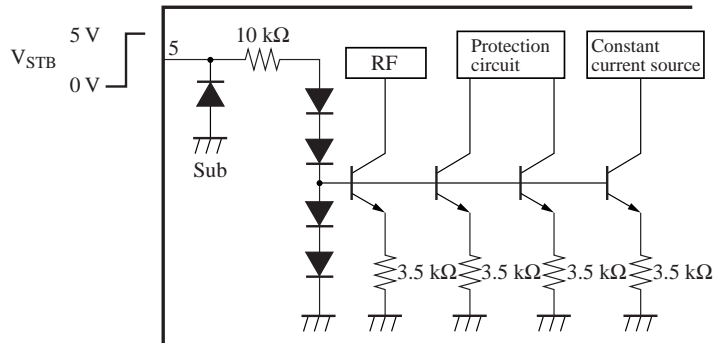 5 V
V_STB
0 V
5
10 kΩ
RF
Protection
circuit
Constant
current source
Sub
3.5 kΩ
3.5 kΩ
3.5 kΩ
3.5 kΩ